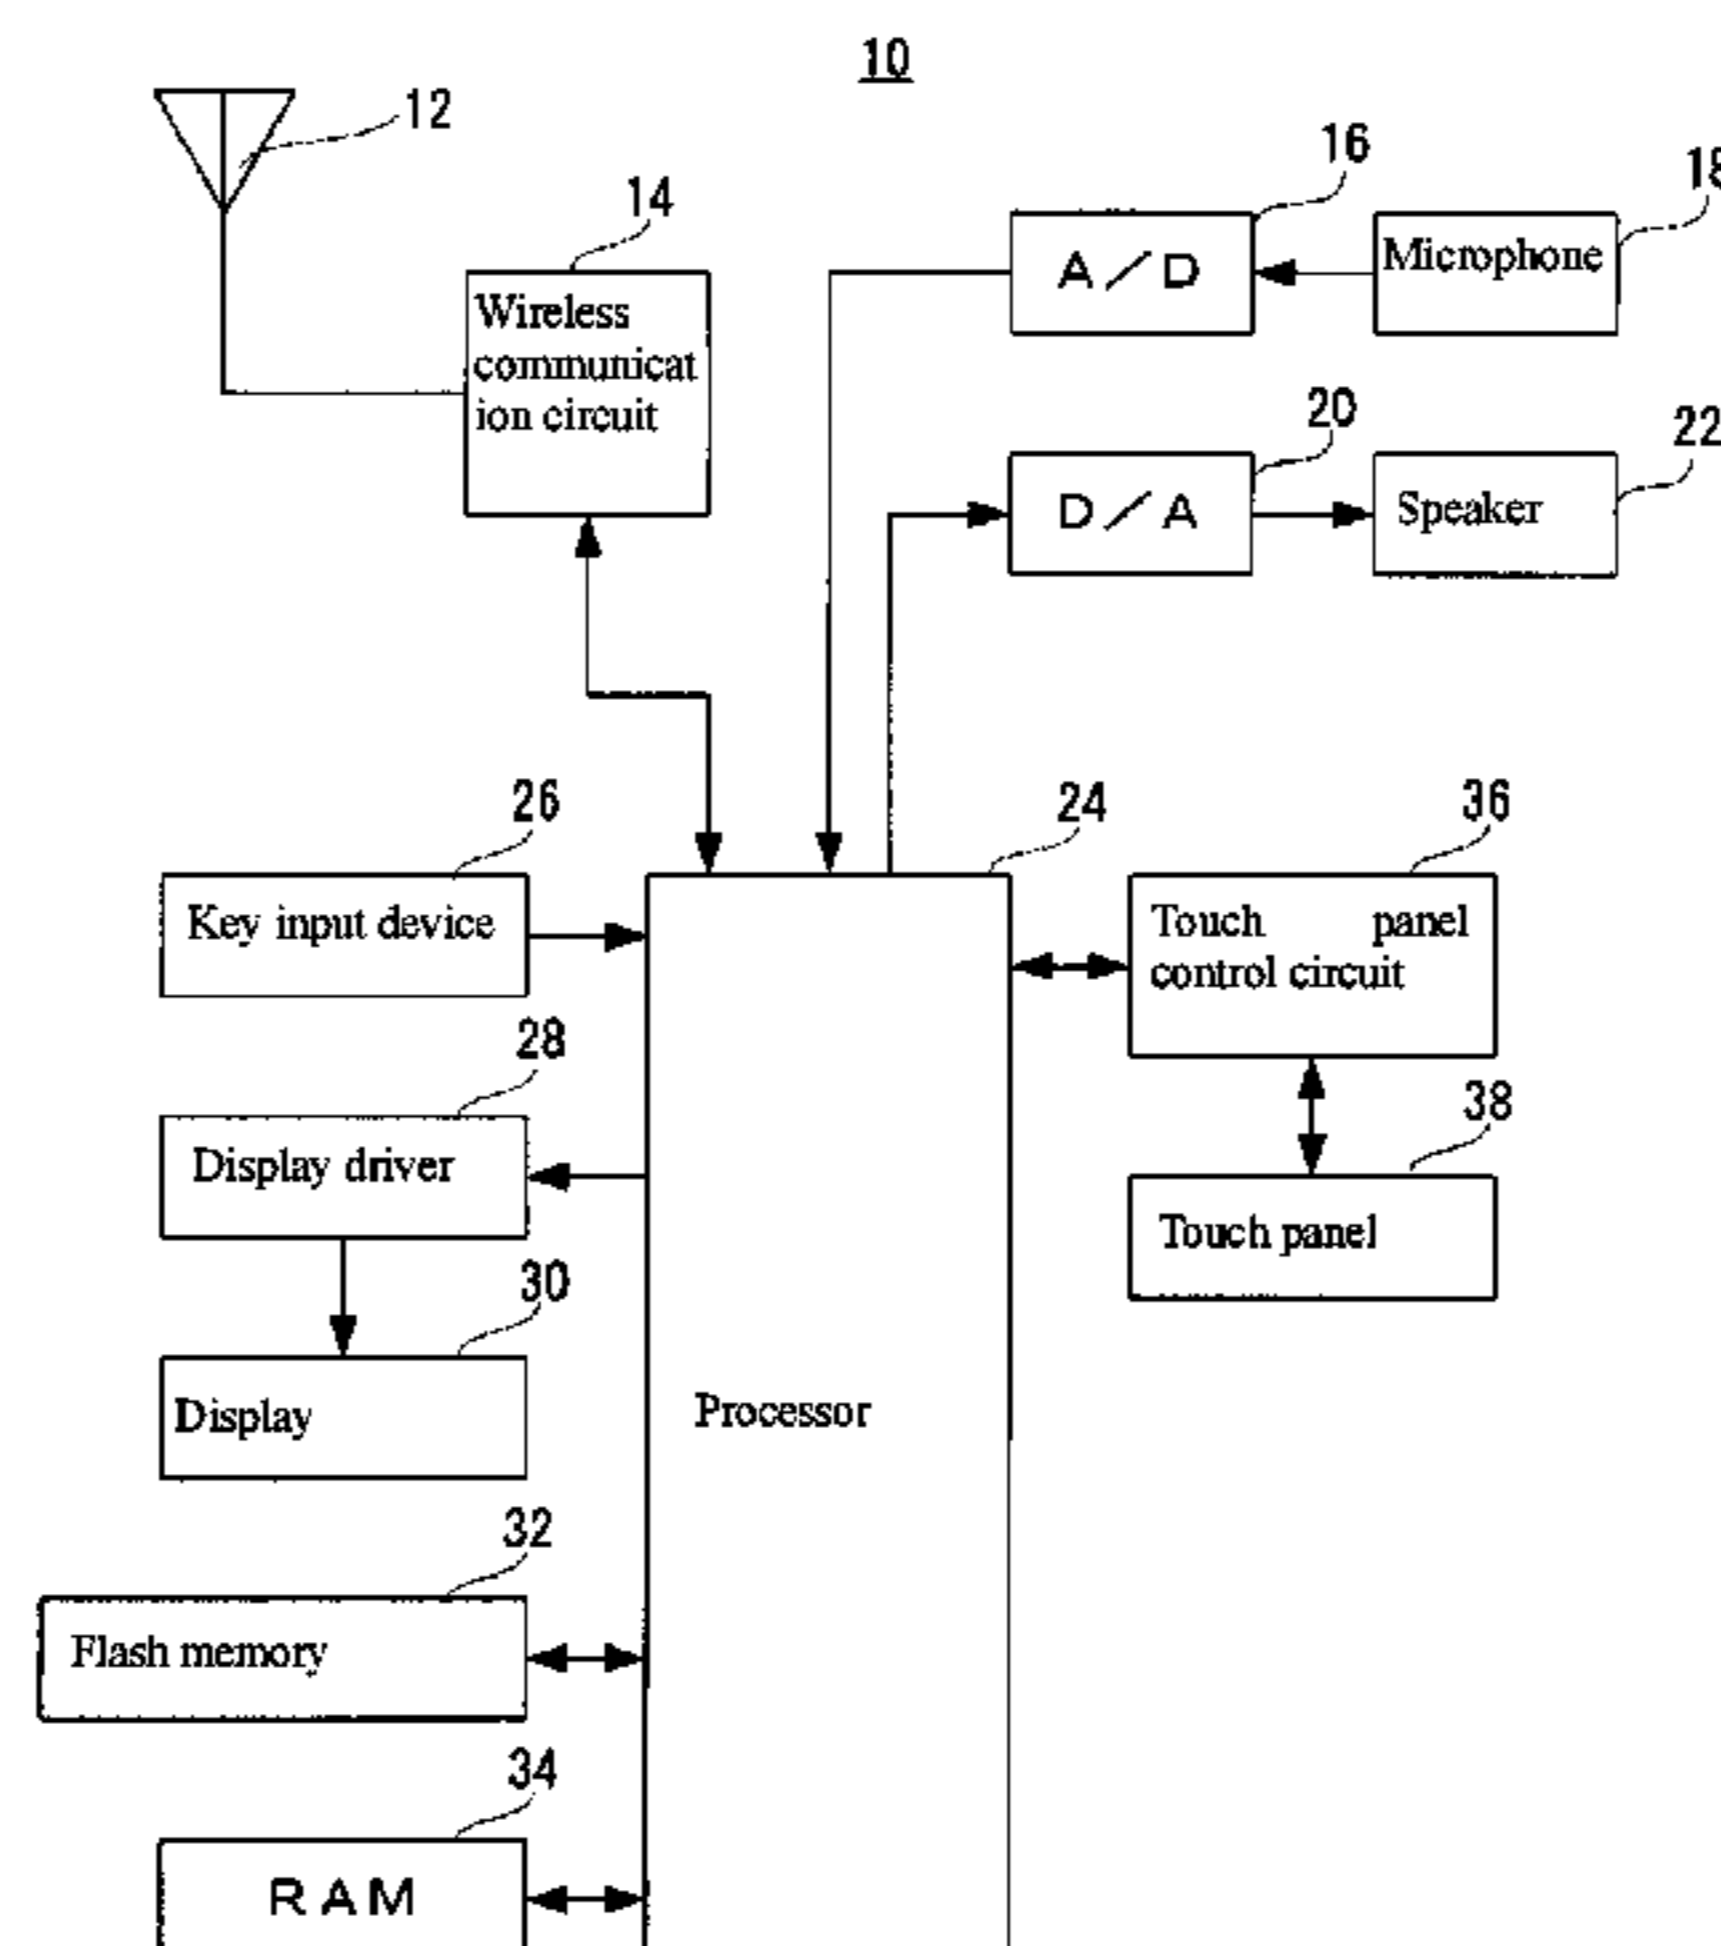 10
12
14
16
18
Wireless
communicat
ion circuit
A/D
Microphone
20
22
D/A
Speaker
26
24
36
Key input device
Touch panel
control circuit
28
38
Display driver
Touch panel
30
Display
Processor
32
Flash memory
34
RAM